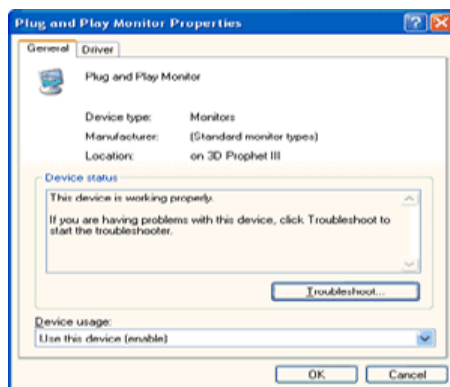 Plug and Play Monitor Properties
General
Driver
Plug and Play Monitor
Device type: Monitors
Manufacturer: (Standard monitor types)
Location: on 3D Prophet III
Device status
This device is working properly.
If you are having problems with this device, click Troubleshoot to
start the troubleshooter.
Troubleshoot...
Device usage:
Use this device (enable)
OK
Cancel